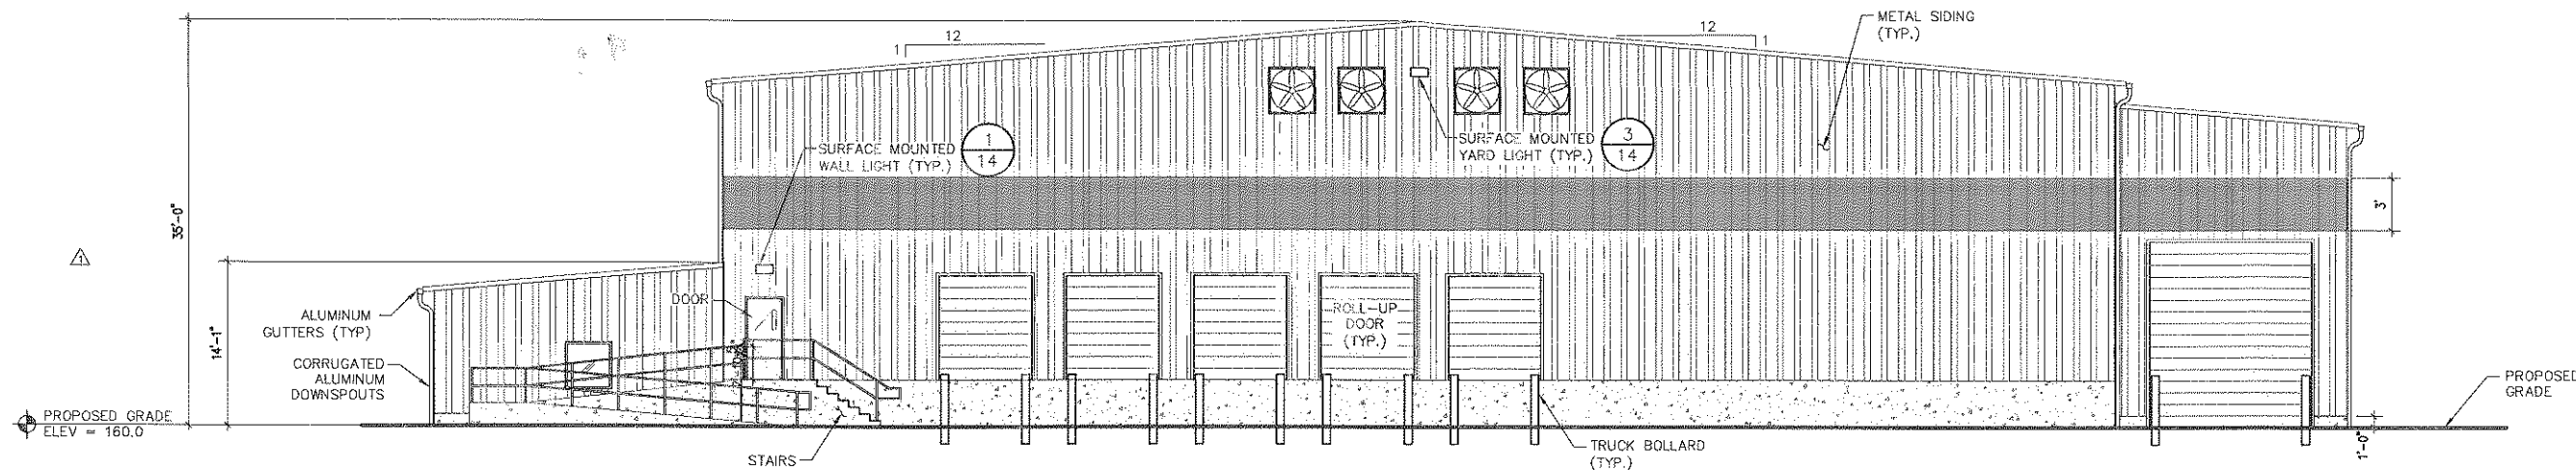 12
1
12
1
METAL SIDING
(TYP.)
35'-0"
SURFACE MOUNTED
WALL LIGHT (TYP.)
1
14
SURFACE MOUNTED
YARD LIGHT (TYP.)
3
14
3'
1
14'-1"
DOOR
ALUMINUM
GUTTERS (TYP)
ROLL-UP
DOOR
(TYP.)
CORRUGATED
ALUMINUM
DOWNSPOUTS
PROPOSED GRADE
ELEV = 160.0
PROPOSED
GRADE
STAIRS
TRUCK BOLLARD
(TYP.)
1'-0"